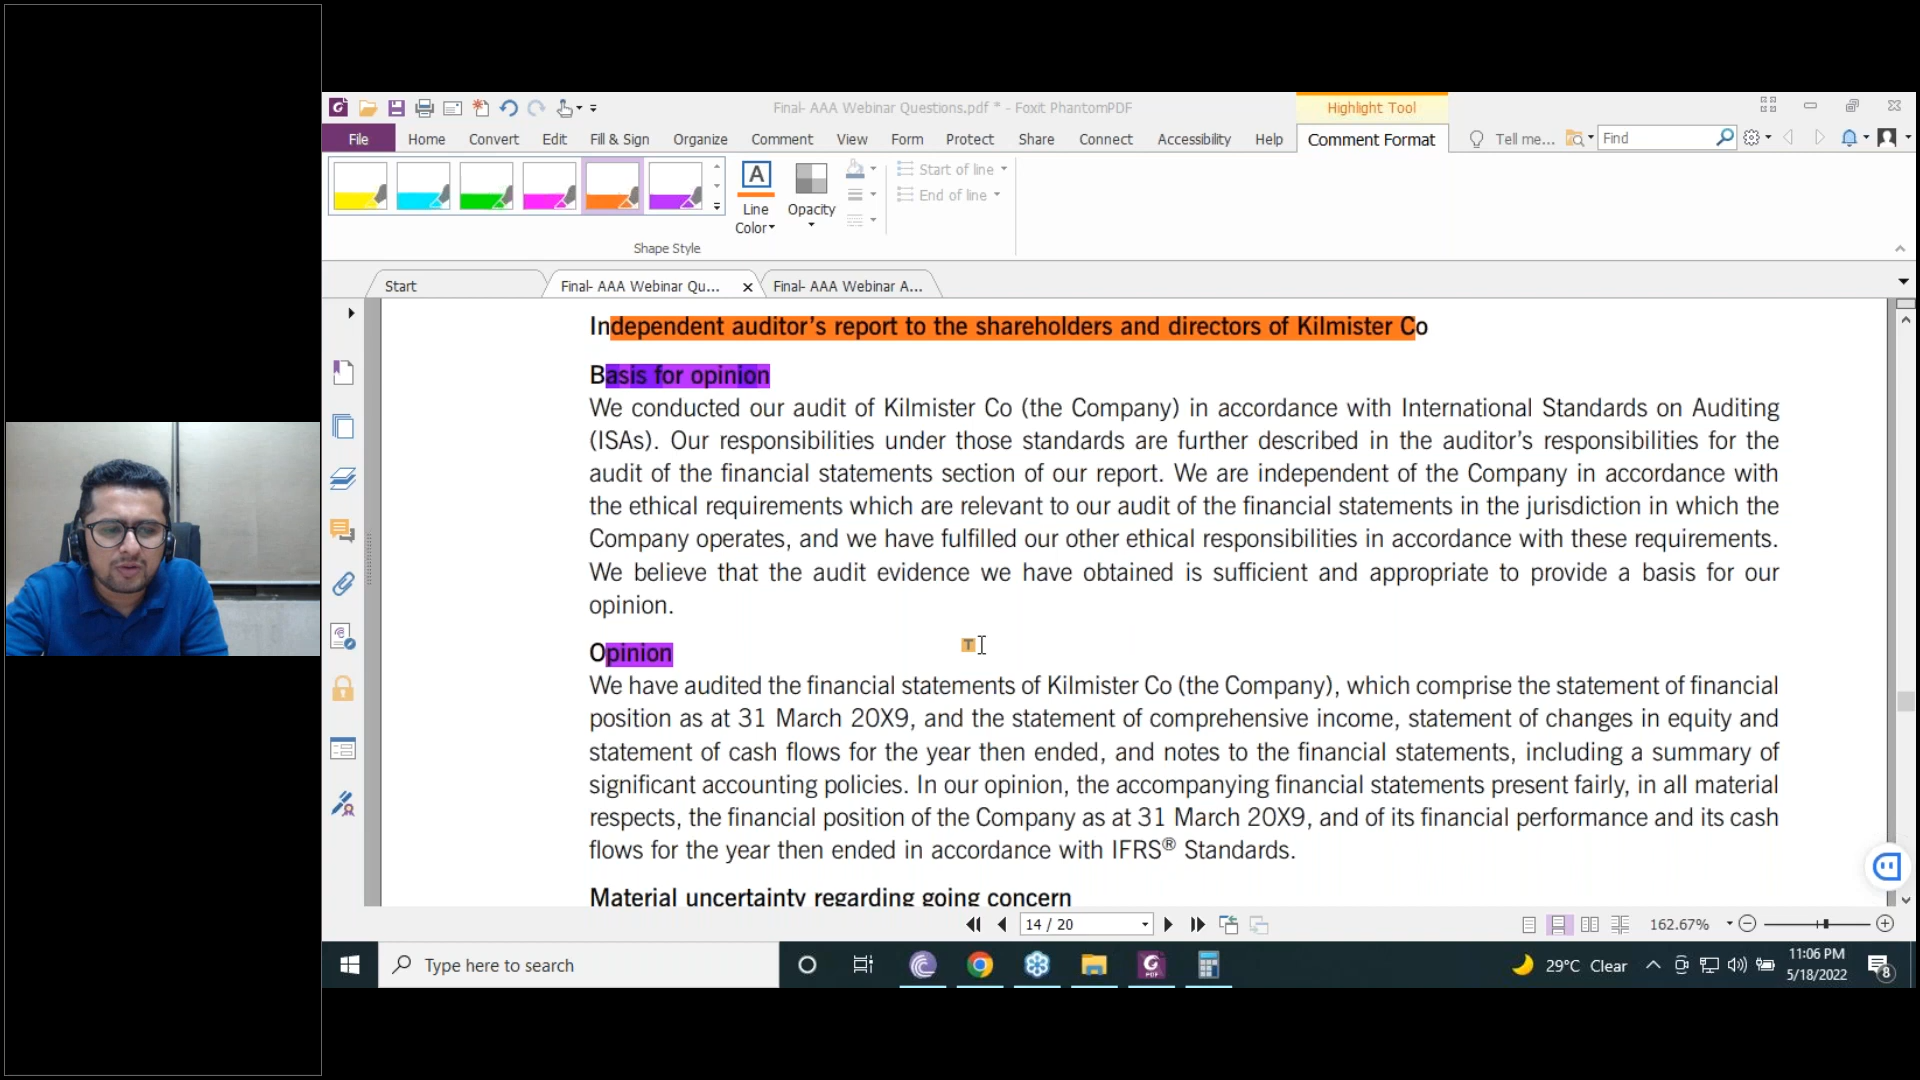 Final- AAA Webinar Questions.pdf * - Foxit PhantomPDF
Highlight Tool
File
Home
Convert
Edit
Fill & Sign
Organize
Comment
View
Form
Protect
Share
Connect
Accessibility
Help
Comment Format
Tell me...
Find
Start of line
End of line
Line
Color
Opacity
Shape Style
Start
Final- AAA Webinar Qu...
Final- AAA Webinar A...
Independent auditor's report to the shareholders and directors of Kilmister Co
Basis for opinion
We conducted our audit of Kilmister Co (the Company) in accordance with International Standards on Auditing
(ISAs). Our responsibilities under those standards are further described in the auditor's responsibilities for the
audit of the financial statements section of our report. We are independent of the Company in accordance with
the ethical requirements which are relevant to our audit of the financial statements in the jurisdiction in which the
Company operates, and we have fulfilled our other ethical responsibilities in accordance with these requirements.
We believe that the audit evidence we have obtained is sufficient and appropriate to provide a basis for our
opinion.
Opinion
We have audited the financial statements of Kilmister Co (the Company), which comprise the statement of financial
position as at 31 March 20X9, and the statement of comprehensive income, statement of changes in equity and
statement of cash flows for the year then ended, and notes to the financial statements, including a summary of
significant accounting policies. In our opinion, the accompanying financial statements present fairly, in all material
respects, the financial position of the Company as at 31 March 20X9, and of its financial performance and its cash
flows for the year then ended in accordance with IFRS® Standards.
Material uncertainty regarding going concern
14 / 20
162.67%
Type here to search
29°C Clear
11:06 PM
5/18/2022
8